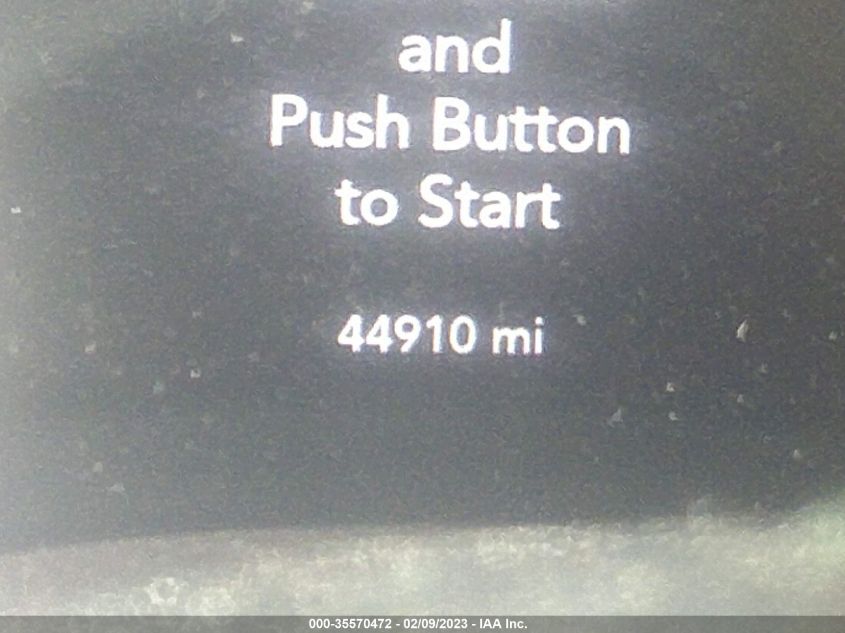 and
Push Button
to Start
44910 mi
000-35570472 - 02/09/2023 - IAA Inc.